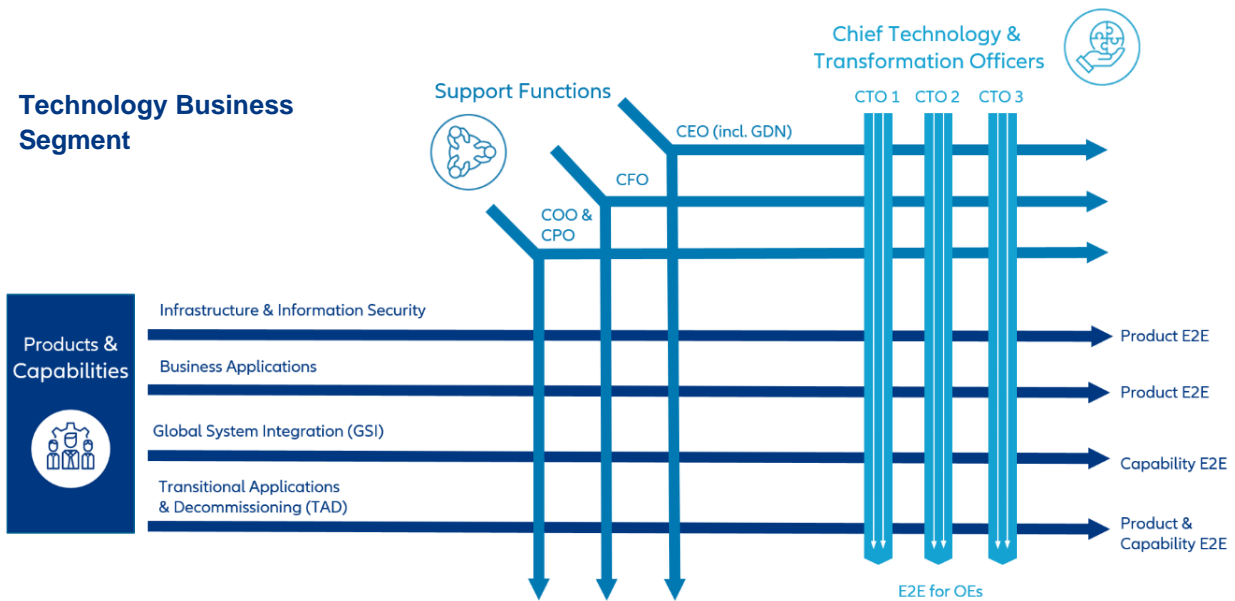 Chief Technology &
Transformation Officers
Technology Business
Segment
Support Functions
CTO 1 CTO 2 CTO 3
CEO (incl. GDN)
CFO
COO &
CPO
Infrastructure & Information Security
Products &
Capabilities
Product E2E
Business Applications
Product E2E
Global System Integration (GSI)
Capability E2E
Transitional Applications
& Decommissioning (TAD)
Product &
Capability E2E
E2E for OEs